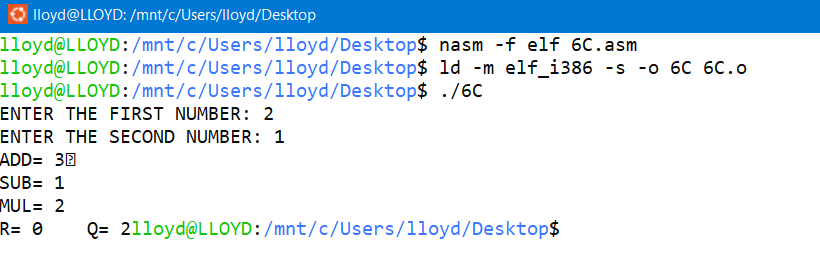 lloyd@LLOYD: /mnt/c/Users/lloyd/Desktop
lloyd@LLOYD:/mnt/c/Users/lloyd/Desktop$ nasm -f elf 6C.asm
lloyd@LLOYD:/mnt/c/Users/lloyd/Desktop$ ld -m elf_i386 -s -o 6C 6C.o
lloyd@LLOYD:/mnt/c/Users/lloyd/Desktop$ ./6C
ENTER THE FIRST NUMBER: 2
ENTER THE SECOND NUMBER: 1
ADD= 3
SUB= 1
MUL= 2
R= 0    Q= 2lloyd@LLOYD:/mnt/c/Users/lloyd/Desktop$